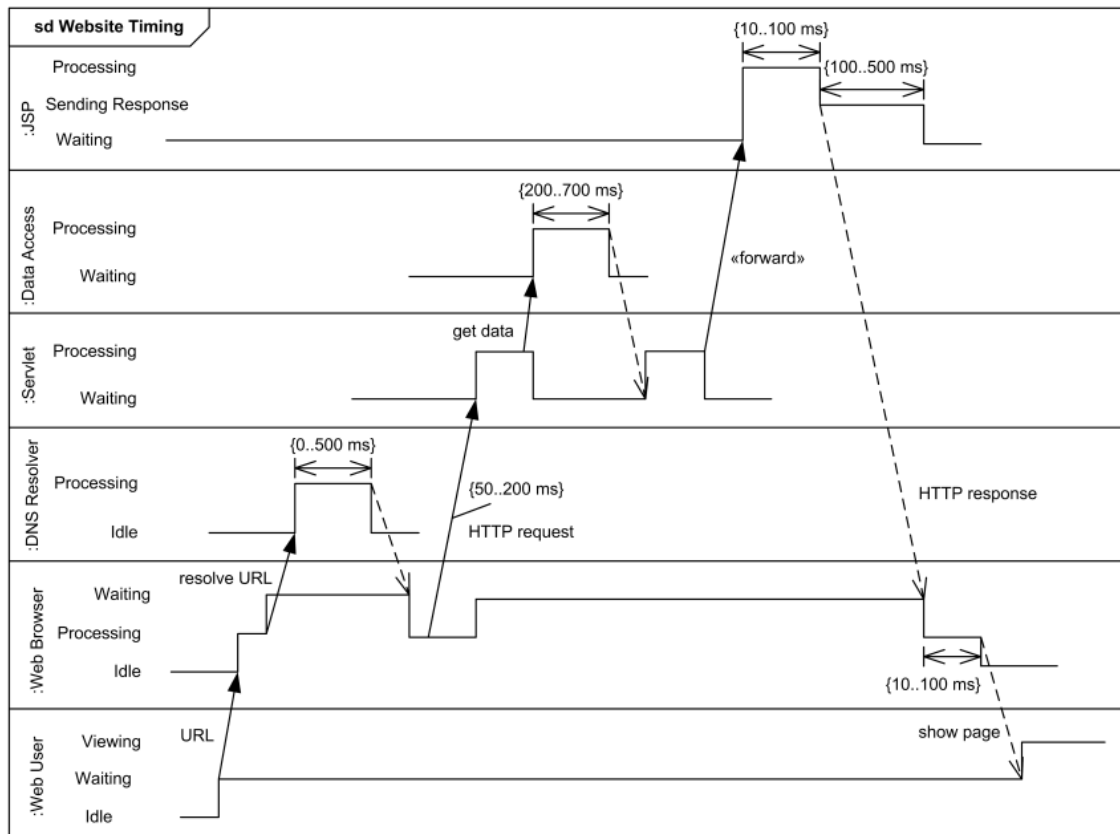 sd Website Timing
:JSP
Processing
Sending Response
Waiting
{10..100 ms}
{100..500 ms}
:Data Access
Processing
Waiting
{200..700 ms}
«forward»
:Servlet
Processing
Waiting
get data
:DNS Resolver
Processing
Idle
{0..500 ms}
{50..200 ms}
HTTP request
HTTP response
:Web Browser
Waiting
Processing
Idle
resolve URL
{10..100 ms}
:Web User
Viewing
Waiting
Idle
URL
show page